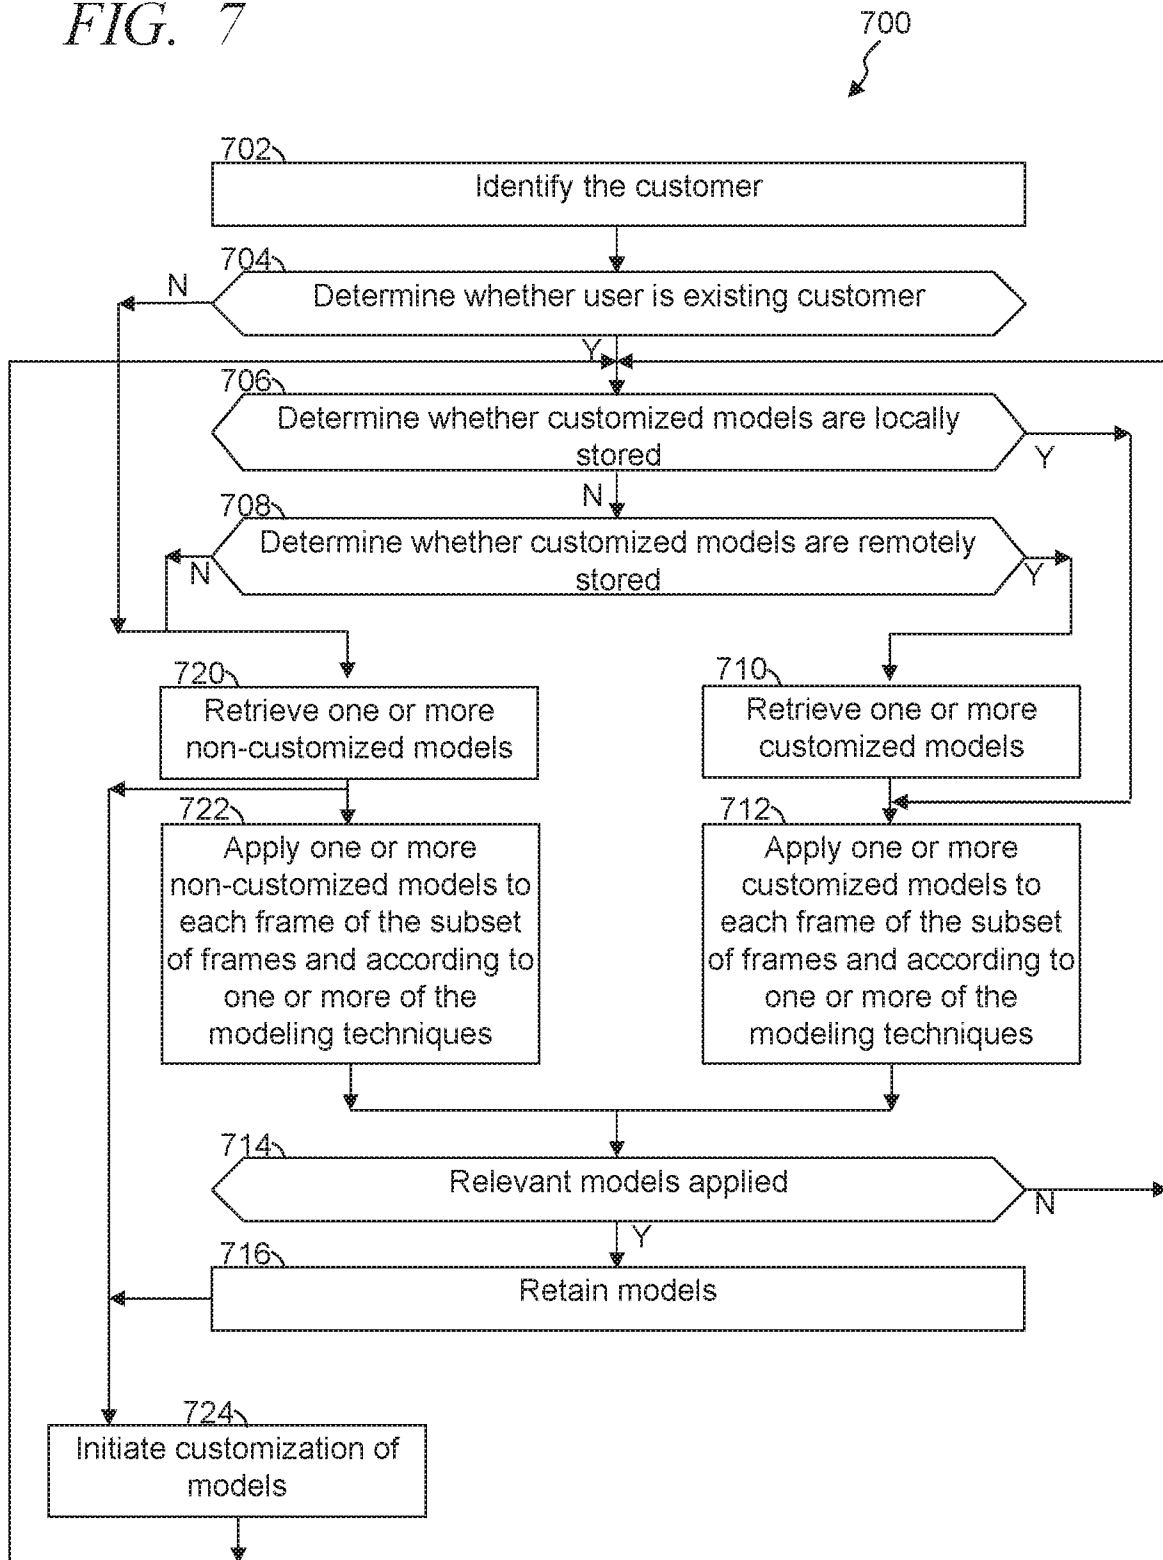 FIG. 7
700
702
Identify the customer
704
N
Determine whether user is existing customer
Y
706
Determine whether customized models are locally
stored
Y
N
708
Determine whether customized models are remotely
stored
N
Y
720
Retrieve one or more
non-customized models
710
Retrieve one or more
customized models
722
Apply one or more
non-customized models to
each frame of the subset
of frames and according to
one or more of the
modeling techniques
712
Apply one or more
customized models to
each frame of the subset
of frames and according to
one or more of the
modeling techniques
714
Relevant models applied
N
Y
716
Retain models
724
Initiate customization of
models